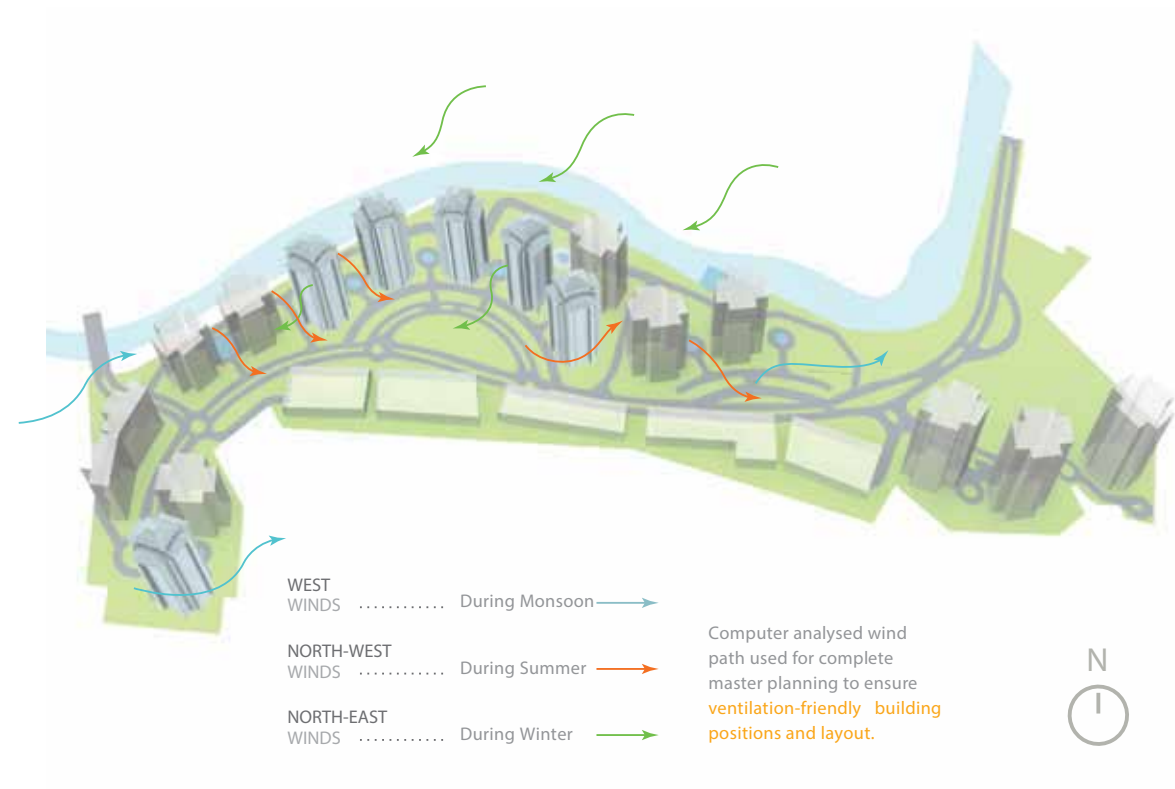 WEST
WINDS ............ During Monsoon
NORTH-WEST
WINDS ............ During Summer
NORTH-EAST
WINDS ............ During Winter
Computer analysed wind
path used for complete
master planning to ensure
ventilation-friendly building
positions and layout.
N